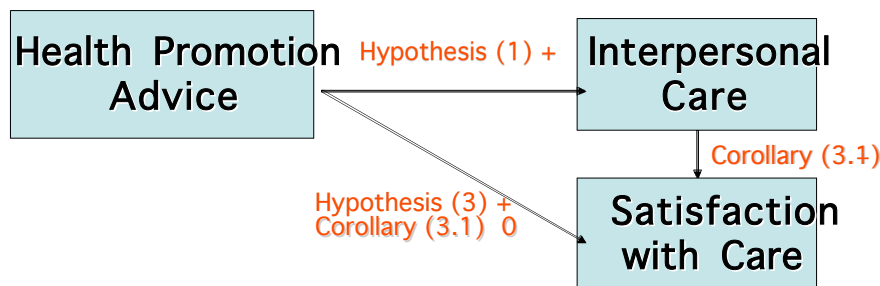 Health Promotion
Advice
Hypothesis (1) +
Interpersonal
Care
Corollary (3.1)
Hypothesis (3) +
Corollary (3.1) 0
Satisfaction
with Care